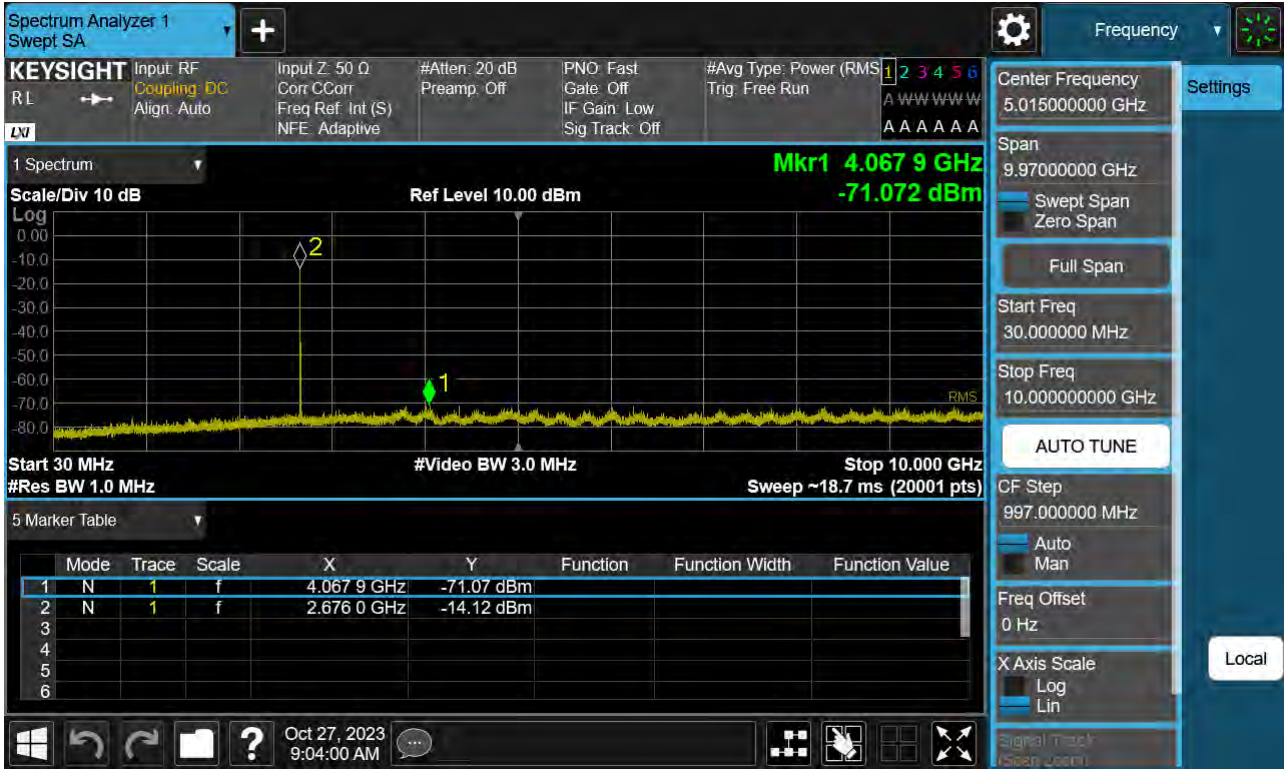 Spectrum Analyzer 1
Swept SA
Frequency
KEYSIGHT
R L
LXI
Input: RF
Coupling: DC
Align: Auto
Input Z: 50 Ω
Corr CCorr
Freq Ref: Int (S)
NFE: Adaptive
#Atten: 20 dB
Preamp: Off
PNO: Fast
Gate: Off
IF Gain: Low
Sig Track: Off
#Avg Type: Power (RMS
Trig: Free Run
1 2 3 4 5 6
A W W W W W
A A A A A A
1 Spectrum
Scale/Div 10 dB
Ref Level 10.00 dBm
Mkr1 4.067 9 GHz
-71.072 dBm
Log
0.00
-10.0
-20.0
-30.0
-40.0
-50.0
-60.0
-70.0
-80.0
2
1
RMS
Start 30 MHz
#Video BW 3.0 MHz
Stop 10.000 GHz
#Res BW 1.0 MHz
Sweep ~18.7 ms (20001 pts)
5 Marker Table
Mode Trace Scale X Y Function Function Width Function Value
1 N 1 f 4.067 9 GHz -71.07 dBm
2 N 1 f 2.676 0 GHz -14.12 dBm
3
4
5
6
Oct 27, 2023
9:04:00 AM
?
Center Frequency
5.015000000 GHz
Span
9.97000000 GHz
Swept Span
Zero Span
Full Span
Start Freq
30.000000 MHz
Stop Freq
10.000000000 GHz
AUTO TUNE
CF Step
997.000000 MHz
Auto
Man
Freq Offset
0 Hz
X Axis Scale
Log
Lin
Signal Track
(Span Zoom)
Settings
Local